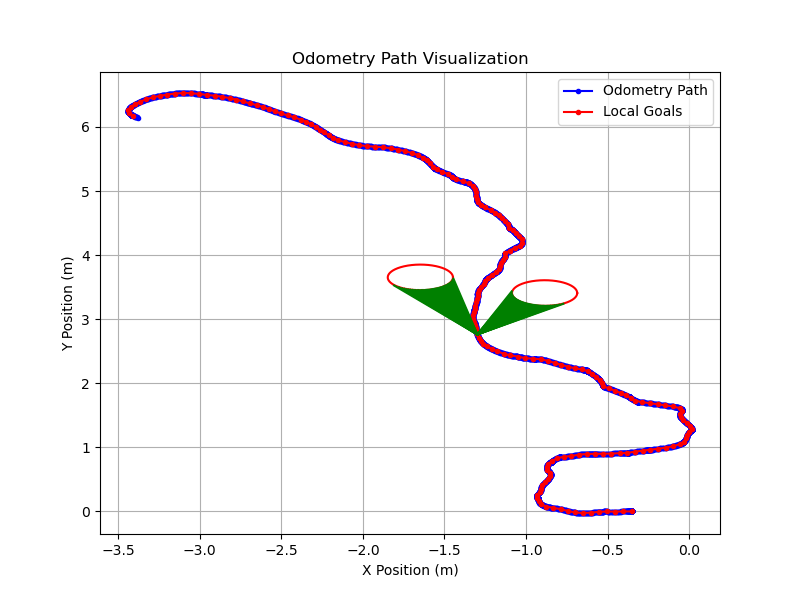 Odometry Path Visualization
Odometry Path
Local Goals
Y Position (m)
6
5
4
3
2
1
0
−3.5 −3.0 −2.5 −2.0 −1.5 −1.0 −0.5 0.0
X Position (m)